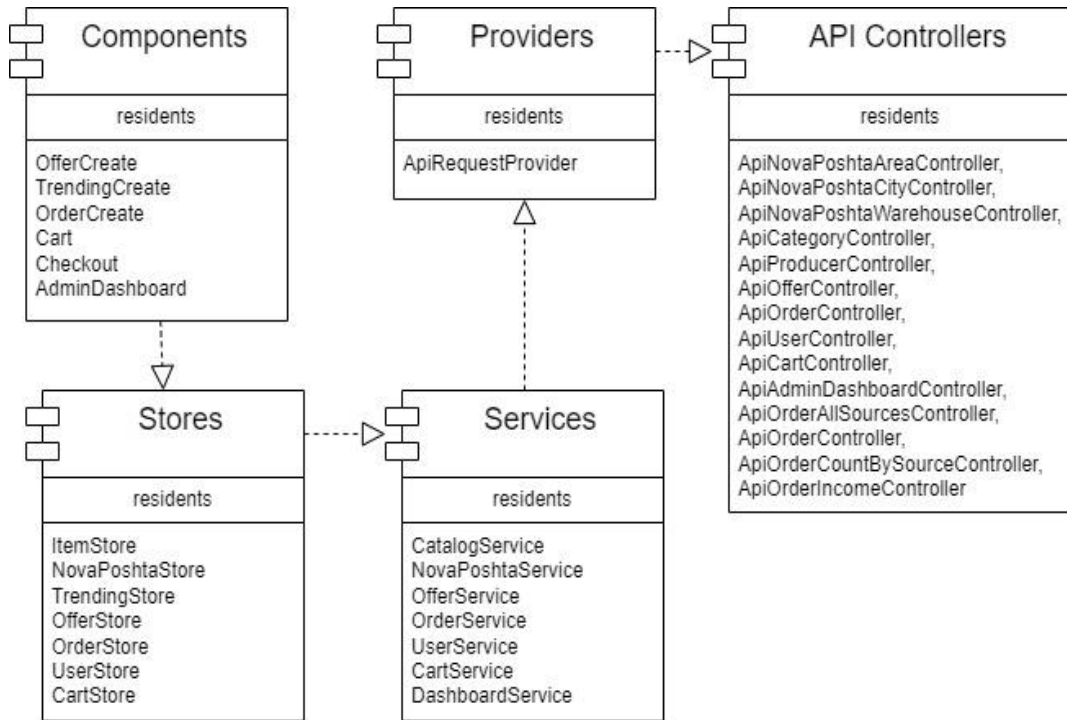 Components
residents
OfferCreate
TrendingCreate
OrderCreate
Cart
Checkout
AdminDashboard
Providers
residents
ApiRequestProvider
API Controllers
residents
ApiNovaPoshtaAreaController,
ApiNovaPoshtaCityController,
ApiNovaPoshtaWarehouseController,
ApiCategoryController,
ApiProducerController,
ApiOfferController,
ApiOrderController,
ApiUserController,
ApiCartController,
ApiAdminDashboardController,
ApiOrderAllSourcesController,
ApiOrderController,
ApiOrderCountBySourceController,
ApiOrderIncomeController
Stores
residents
ItemStore
NovaPoshtaStore
TrendingStore
OfferStore
OrderStore
UserStore
CartStore
Services
residents
CatalogService
NovaPoshtaService
OfferService
OrderService
UserService
CartService
DashboardService